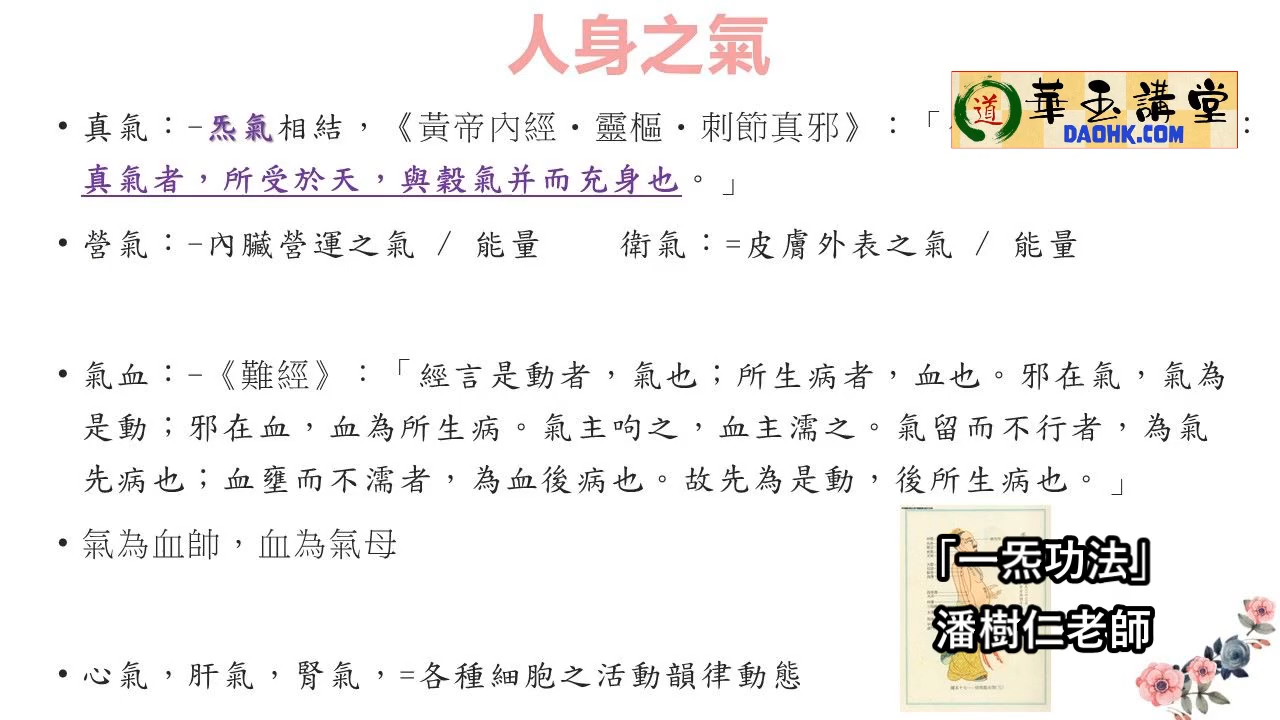 人身之氣
• 真氣：-炁氣相結，《黃帝內經‧靈樞‧刺節真邪》：「
：
真氣者，所受於天，與穀氣并而充身也。」
道 華玉講堂
DAOHK.COM
• 營氣：-內臟營運之氣 / 能量 衛氣：=皮膚外表之氣 / 能量
• 氣血：-《難經》：「經言是動者，氣也；所生病者，血也。邪在氣，氣為
是動；邪在血，血為所生病。氣主呴之，血主濡之。氣留而不行者，為氣
先病也；血壅而不濡者，為血後病也。故先為是動，後所生病也。」
• 氣為血帥，血為氣母
• 心氣，肝氣，腎氣，=各種細胞之活動韻律動態
「一炁功法」
潘樹仁老師